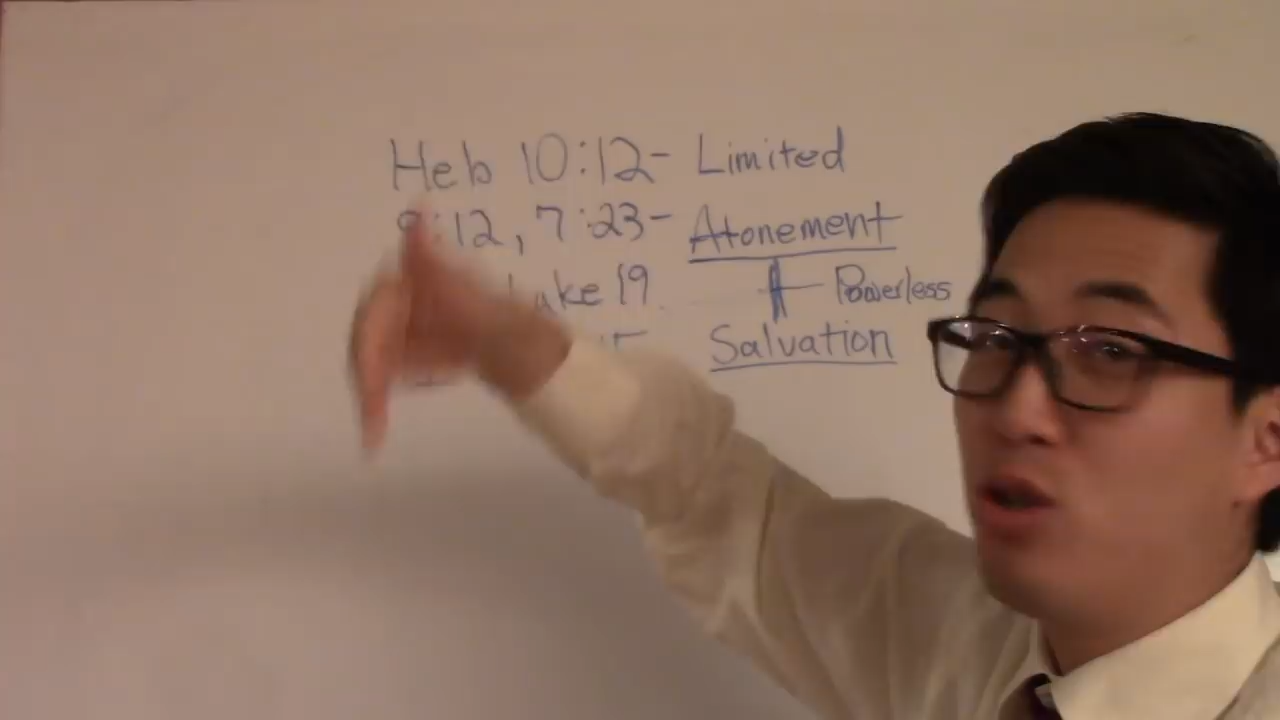 Heb 10:12- Limited
9:12, 7:23- Atonement
Luke 19. Powerless
Salvation